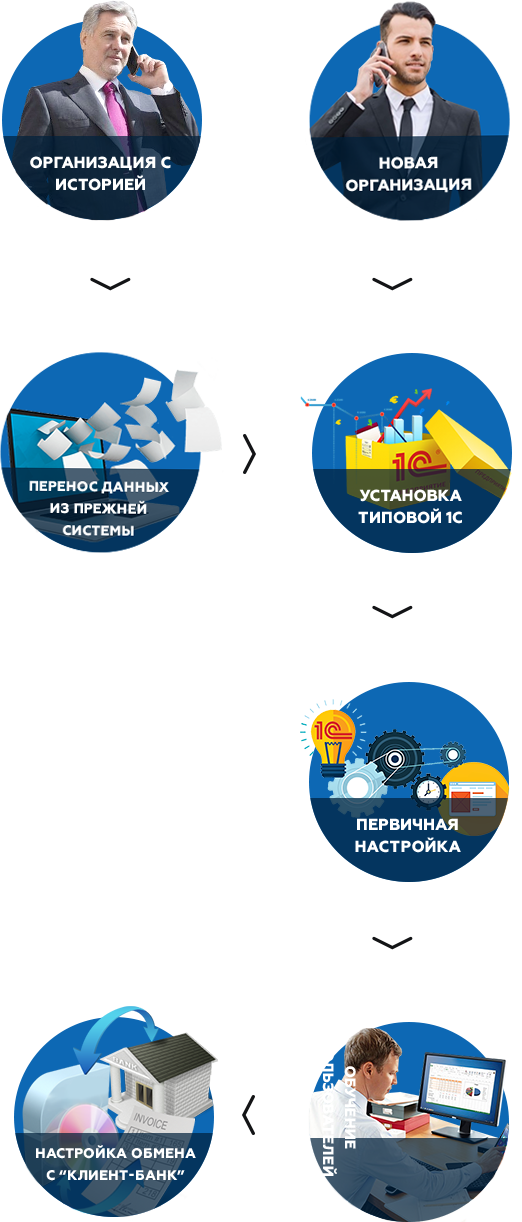 ОРГАНИЗАЦИЯ С
ИСТОРИЕЙ
НОВАЯ
ОРГАНИЗАЦИЯ
ПЕРЕНОС ДАННЫХ
ИЗ ПРЕЖНЕЙ
СИСТЕМЫ
1С
УСТАНОВКА
ТИПОВОЙ 1С
1С
ПЕРВИЧНАЯ
НАСТРОЙКА
BANK
INVOICE
НАСТРОЙКА ОБМЕНА
С “КЛИЕНТ-БАНК”
ОБУЧЕНИЕ